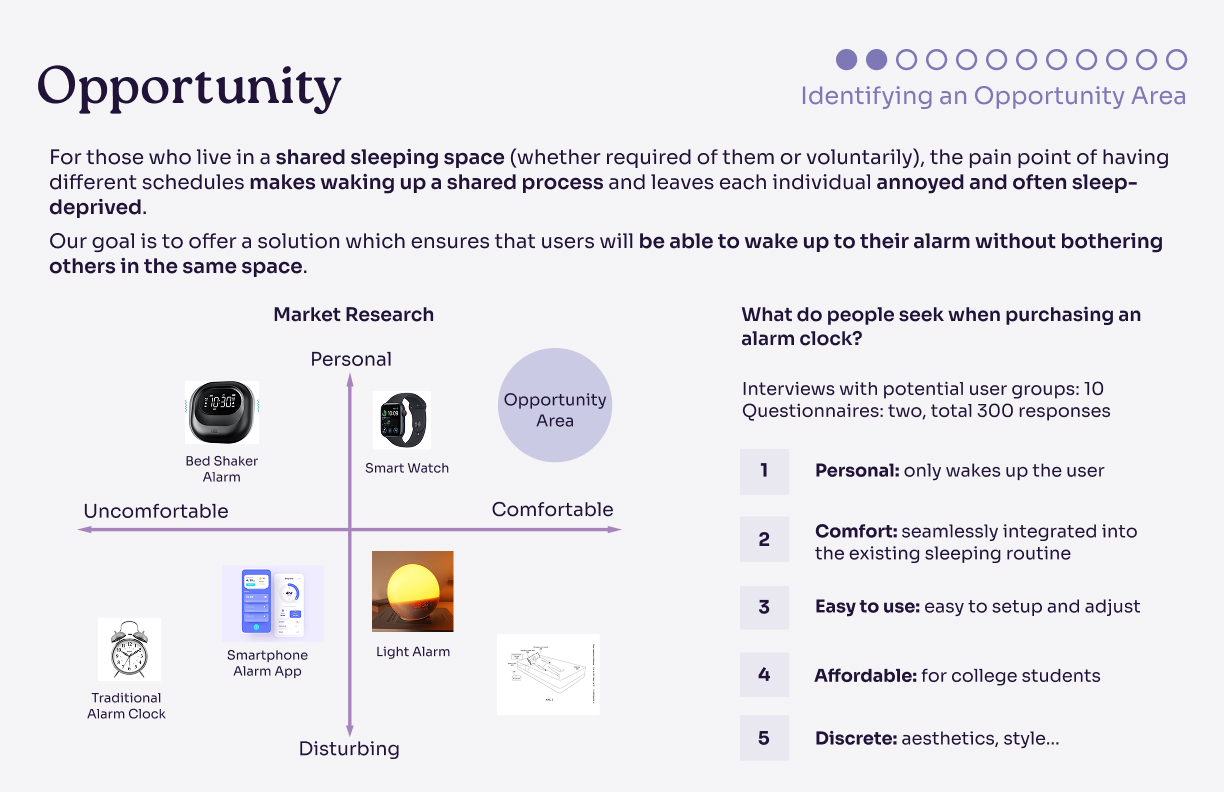 Opportunity
Identifying an Opportunity Area
For those who live in a shared sleeping space (whether required of them or voluntarily), the pain point of having
different schedules makes waking up a shared process and leaves each individual annoyed and often sleep-
deprived.
Our goal is to offer a solution which ensures that users will be able to wake up to their alarm without bothering
others in the same space.
Market Research
Personal
Opportunity
Area
10:30
Bed Shaker
Alarm
Smart Watch
Uncomfortable
Comfortable
Smartphone
Alarm App
Light Alarm
Traditional
Alarm Clock
Disturbing
What do people seek when purchasing an
alarm clock?
Interviews with potential user groups: 10
Questionnaires: two, total 300 responses
1
Personal: only wakes up the user
2
Comfort: seamlessly integrated into
the existing sleeping routine
3
Easy to use: easy to setup and adjust
4
Affordable: for college students
5
Discrete: aesthetics, style...